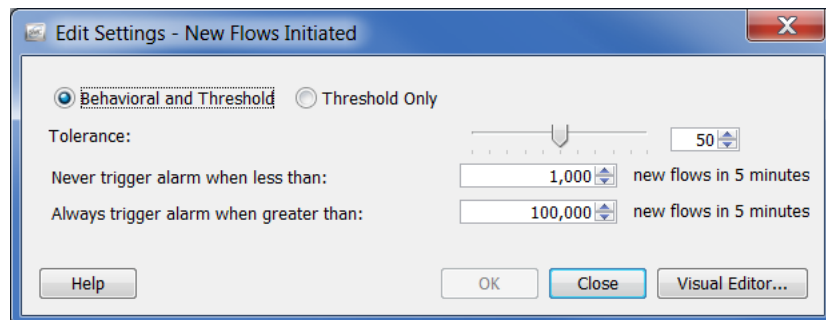 Edit Settings - New Flows Initiated
X
Behavioral and Threshold Threshold Only
Tolerance: 50
Never trigger alarm when less than: 1,000 new flows in 5 minutes
Always trigger alarm when greater than: 100,000 new flows in 5 minutes
Help OK Close Visual Editor...